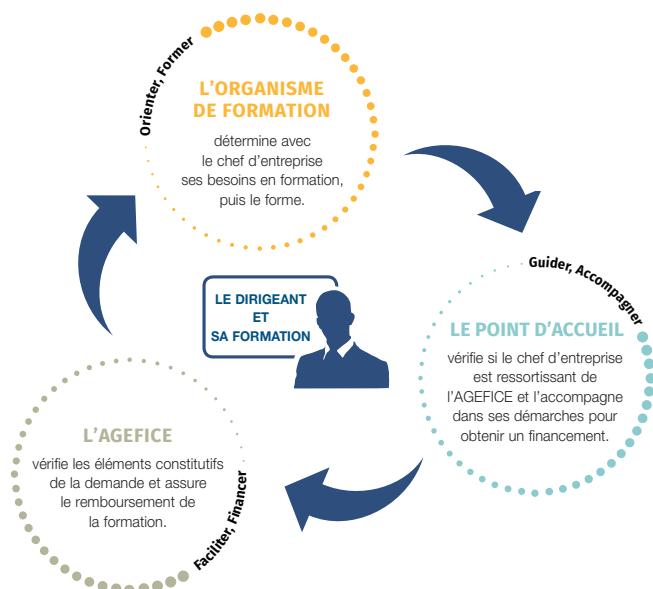 Orienter, Former
L'ORGANISME
DE FORMATION
détermine avec
le chef d'entreprise
ses besoins en formation,
puis le forme.
Guider, Accompagner
LE POINT D'ACCUEIL
vérifie si le chef d'entreprise
est ressortissant de
l'AGEFICE et l'accompagne
dans ses démarches pour
obtenir un financement.
LE DIRIGEANT
ET
SA FORMATION
L'AGEFICE
vérifie les éléments constitutifs
de la demande et assure
le remboursement de
la formation.
Faciliter, Financer